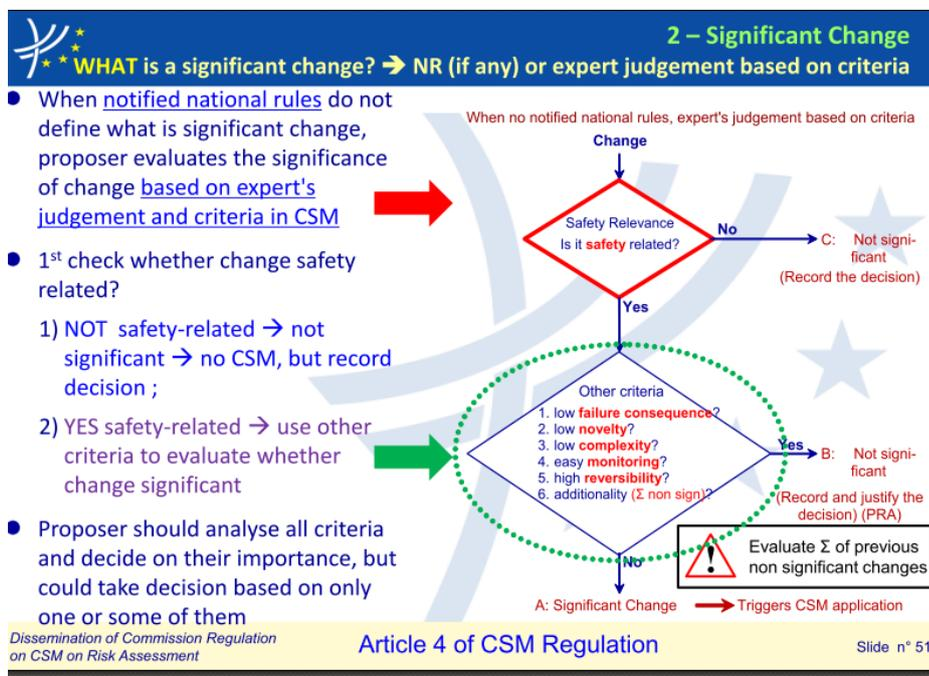 2 – Significant Change
WHAT is a significant change? → NR (if any) or expert judgement based on criteria
● When notified national rules do not
define what is significant change,
proposer evaluates the significance
of change based on expert's
judgement and criteria in CSM
● 1st check whether change safety
related?
1) NOT safety-related → not
significant → no CSM, but record
decision ;
2) YES safety-related → use other
criteria to evaluate whether
change significant
● Proposer should analyse all criteria
and decide on their importance, but
could take decision based on only
one or some of them
When no notified national rules, expert's judgement based on criteria
Change
Safety Relevance
Is it safety related?
No
C: Not signi-
ficant
(Record the decision)
Yes
Other criteria
1. low failure consequence?
2. low novelty?
3. low complexity?
4. easy monitoring?
5. high reversibility?
6. additionality (Σ non sign)?
Yes
B: Not signi-
ficant
(Record and justify the
decision) (PRA)
! Evaluate Σ of previous
non significant changes
No
A: Significant Change → Triggers CSM application
Dissemination of Commission Regulation
on CSM on Risk Assessment
Article 4 of CSM Regulation
Slide n° 51